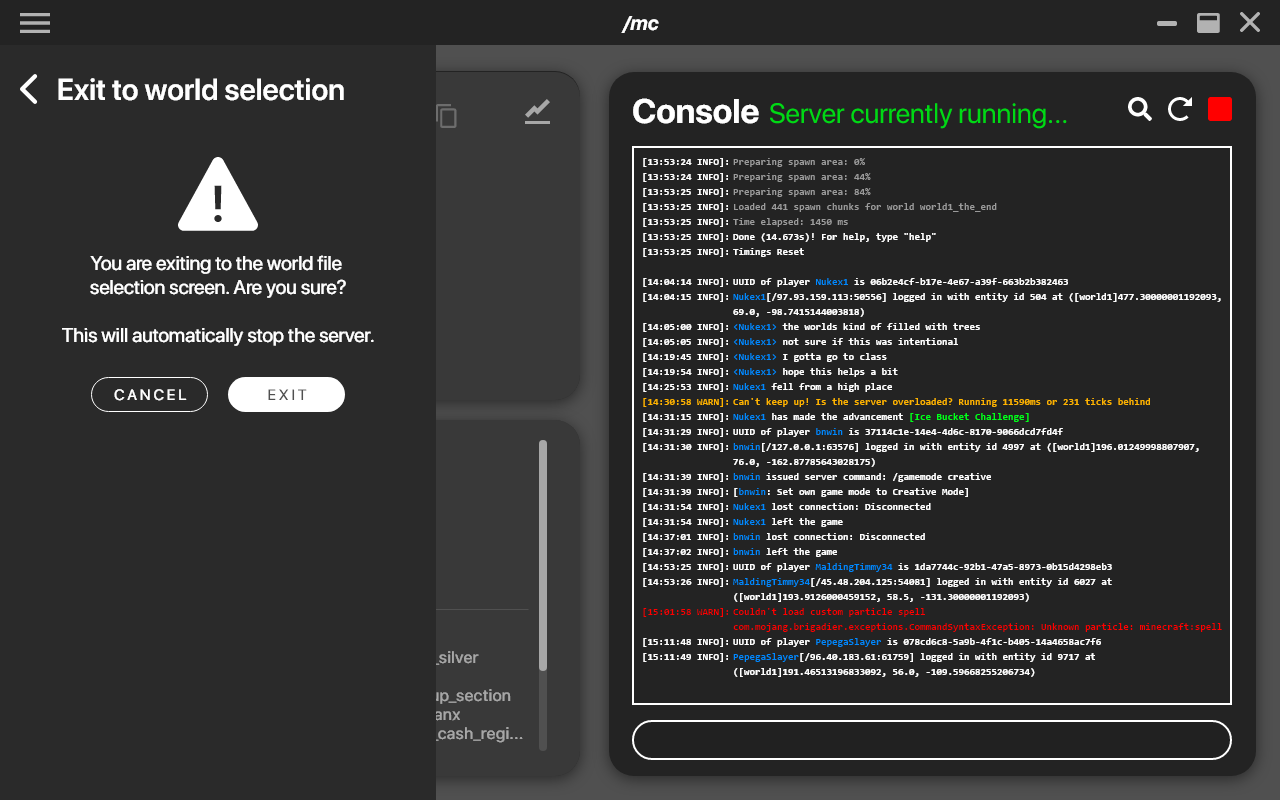 /mc
Exit to world selection
You are exiting to the world file
selection screen. Are you sure?
This will automatically stop the server.
CANCEL
EXIT
_silver
up_section
anx
_cash_regi...
Console Server currently running...
[13:53:24 INFO]: Preparing spawn area: 0%
[13:53:24 INFO]: Preparing spawn area: 44%
[13:53:25 INFO]: Preparing spawn area: 84%
[13:53:25 INFO]: Loaded 441 spawn chunks for world world1_the_end
[13:53:25 INFO]: Time elapsed: 1450 ms
[13:53:25 INFO]: Done (14.673s)! For help, type "help"
[13:53:25 INFO]: Timings Reset
[14:04:14 INFO]: UUID of player Nukex1 is 06b2e4cf-b17e-4e67-a39f-663b2b382463
[14:04:15 INFO]: Nukex1[/97.93.159.113:50556] logged in with entity id 504 at ([world1]477.30000001192093,
69.0, -98.7415144003818)
[14:05:00 INFO]: <Nukex1> the worlds kind of filled with trees
[14:05:05 INFO]: <Nukex1> not sure if this was intentional
[14:19:45 INFO]: <Nukex1> I gotta go to class
[14:19:54 INFO]: <Nukex1> hope this helps a bit
[14:25:53 INFO]: Nukex1 fell from a high place
[14:30:58 WARN]: Can't keep up! Is the server overloaded? Running 11590ms or 231 ticks behind
[14:31:15 INFO]: Nukex1 has made the advancement [Ice Bucket Challenge]
[14:31:29 INFO]: UUID of player bnwin is 37114c1e-14e4-4d6c-8170-9066dcd7fd4f
[14:31:30 INFO]: bnwin[/127.0.0.1:63576] logged in with entity id 4997 at ([world1]196.01249998807907,
76.0, -162.87785643028175)
[14:31:39 INFO]: bnwin issued server command: /gamemode creative
[14:31:39 INFO]: [bnwin: Set own game mode to Creative Mode]
[14:31:54 INFO]: Nukex1 lost connection: Disconnected
[14:31:54 INFO]: Nukex1 left the game
[14:37:01 INFO]: bnwin lost connection: Disconnected
[14:37:02 INFO]: bnwin left the game
[14:53:25 INFO]: UUID of player MaldingTimmy34 is 1da7744c-92b1-47a5-8973-0b15d4298eb3
[14:53:26 INFO]: MaldingTimmy34[/45.48.204.125:54081] logged in with entity id 6027 at
([world1]193.9126000459152, 58.5, -131.30000001192093)
[15:01:58 WARN]: Couldn't load custom particle spell
com.mojang.brigadier.exceptions.CommandSyntaxException: Unknown particle: minecraft:spell
[15:11:48 INFO]: UUID of player PepegaSlayer is 078cd6c8-5a9b-4f1c-b405-14a4658ac7f6
[15:11:49 INFO]: PepegaSlayer[/96.40.183.61:61759] logged in with entity id 9717 at
([world1]191.46513196833092, 56.0, -109.59668255206734)